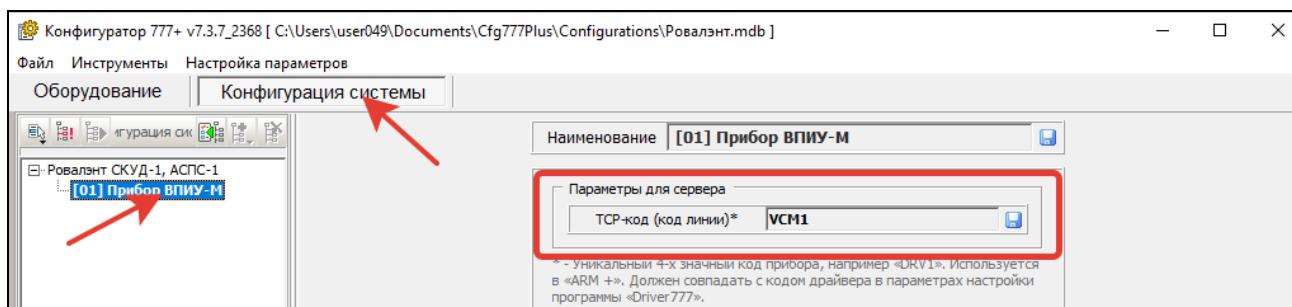 Конфигуратор 777+ v7.3.7_2368 [ C:\Users\user049\Documents\Cfg777Plus\Configurations\Ровалэнт.mdb ]
Файл Инструменты Настройка параметров
Оборудование Конфигурация системы
игурация сис
Наименование [01] Прибор ВПИУ-М
Ровалэнт СКУД-1, АСПС-1
[01] Прибор ВПИУ-М
Параметры для сервера
TCP-код (код линии)* VCM1
* - Уникальный 4-х значный код прибора, например «DRV1». Используется
в «ARM +». Должен совпадать с кодом драйвера в параметрах настройки
программы «Driver777».